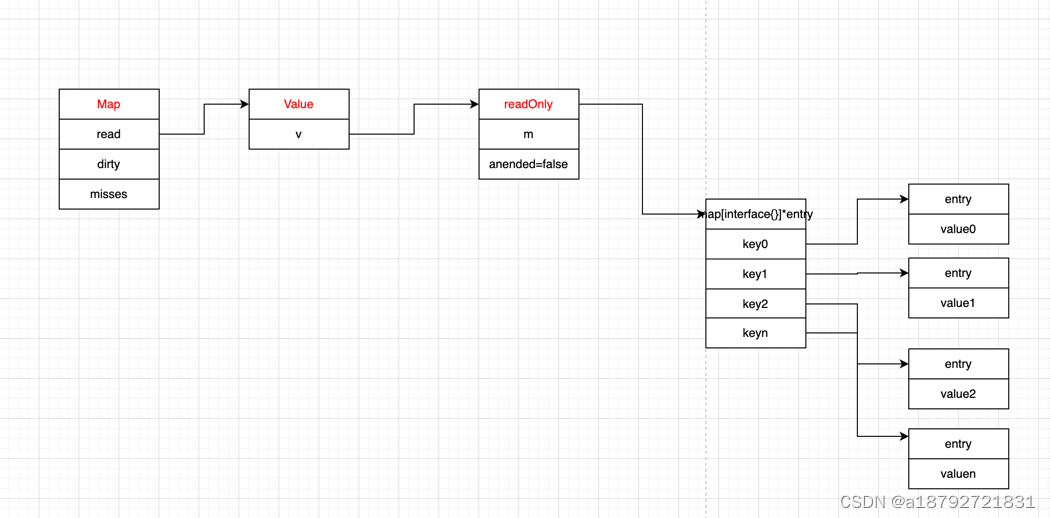 Map
read
dirty
misses
Value
v
readOnly
m
anended=false
map[interface{}]*entry
key0
key1
key2
keyn
entry
value0
entry
value1
entry
value2
entry
valuen
CSDN @a18792721831